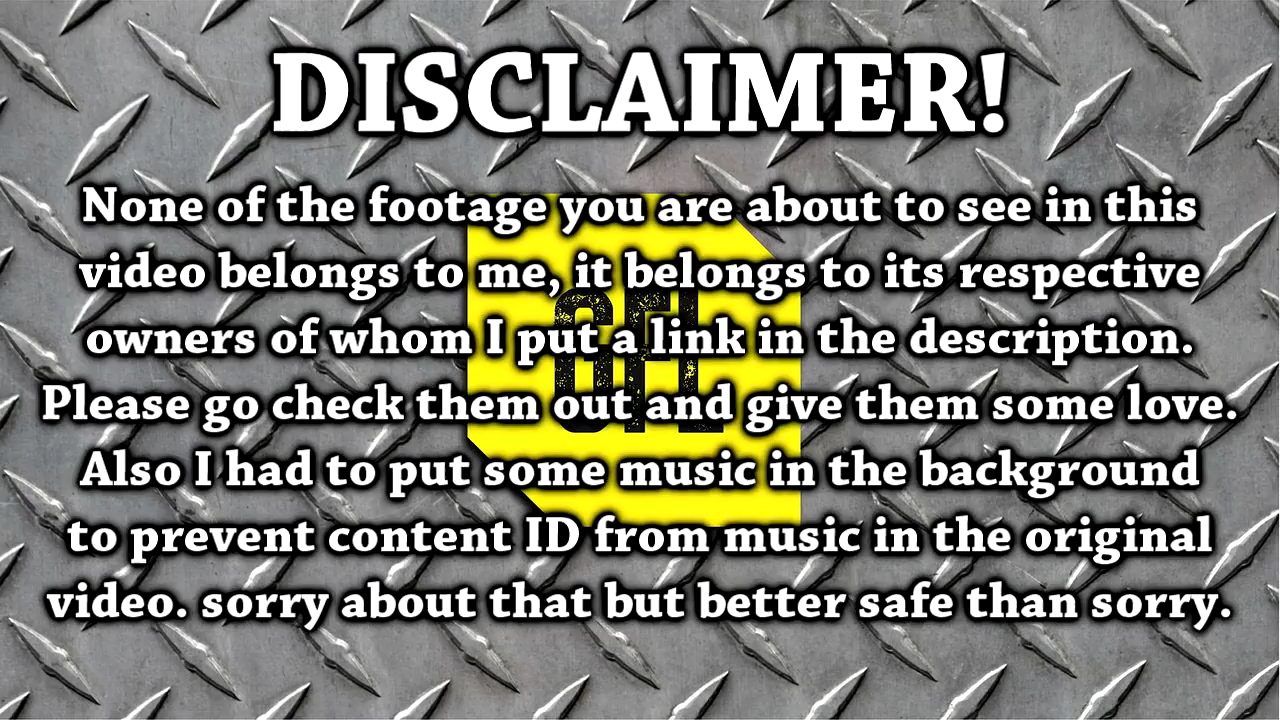 DISCLAIMER!
None of the footage you are about to see in this
video belongs to me, it belongs to its respective
owners of whom I put a link in the description.
Please go check them out and give them some love.
Also I had to put some music in the background
to prevent content ID from music in the original
video. sorry about that but better safe than sorry.
GFL